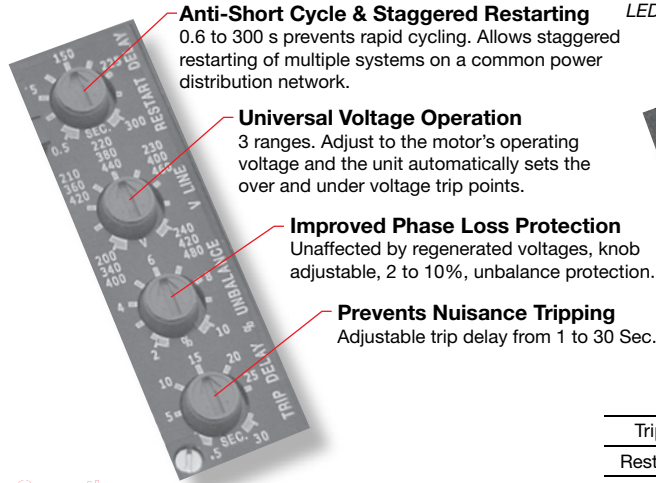 Anti-Short Cycle & Staggered Restarting
0.6 to 300 s prevents rapid cycling. Allows staggered
restarting of multiple systems on a common power
distribution network.
LED
Universal Voltage Operation
3 ranges. Adjust to the motor's operating
voltage and the unit automatically sets the
over and under voltage trip points.
Improved Phase Loss Protection
Unaffected by regenerated voltages, knob
adjustable, 2 to 10%, unbalance protection.
Prevents Nuisance Tripping
Adjustable trip delay from 1 to 30 Sec.
Trip
Rest
150
225
0.5
SEC.
300
RESTART DELAY
220
380
440
230
400
460
210
360
420
200
340
400
V
240
420
480
V LINE
6
4
2
%
10
% UNBALANCE
15
20
10
25
5
.5
SEC.
30
TRIP DELAY